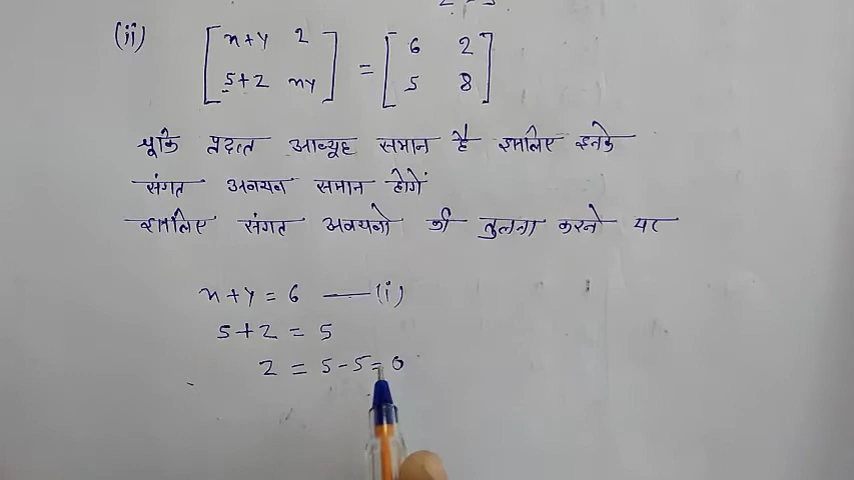 (ii) [x+y 2 5+z xy] = [6 2 5 8]
चूंकि प्रदत्त आव्यूह समान है इसलिए इनके
संगत अवयव समान होगें
इसलिए संगत अवयवो की तुलना करने पर
x+y = 6 —(i)
5+z = 5
z = 5-5=0